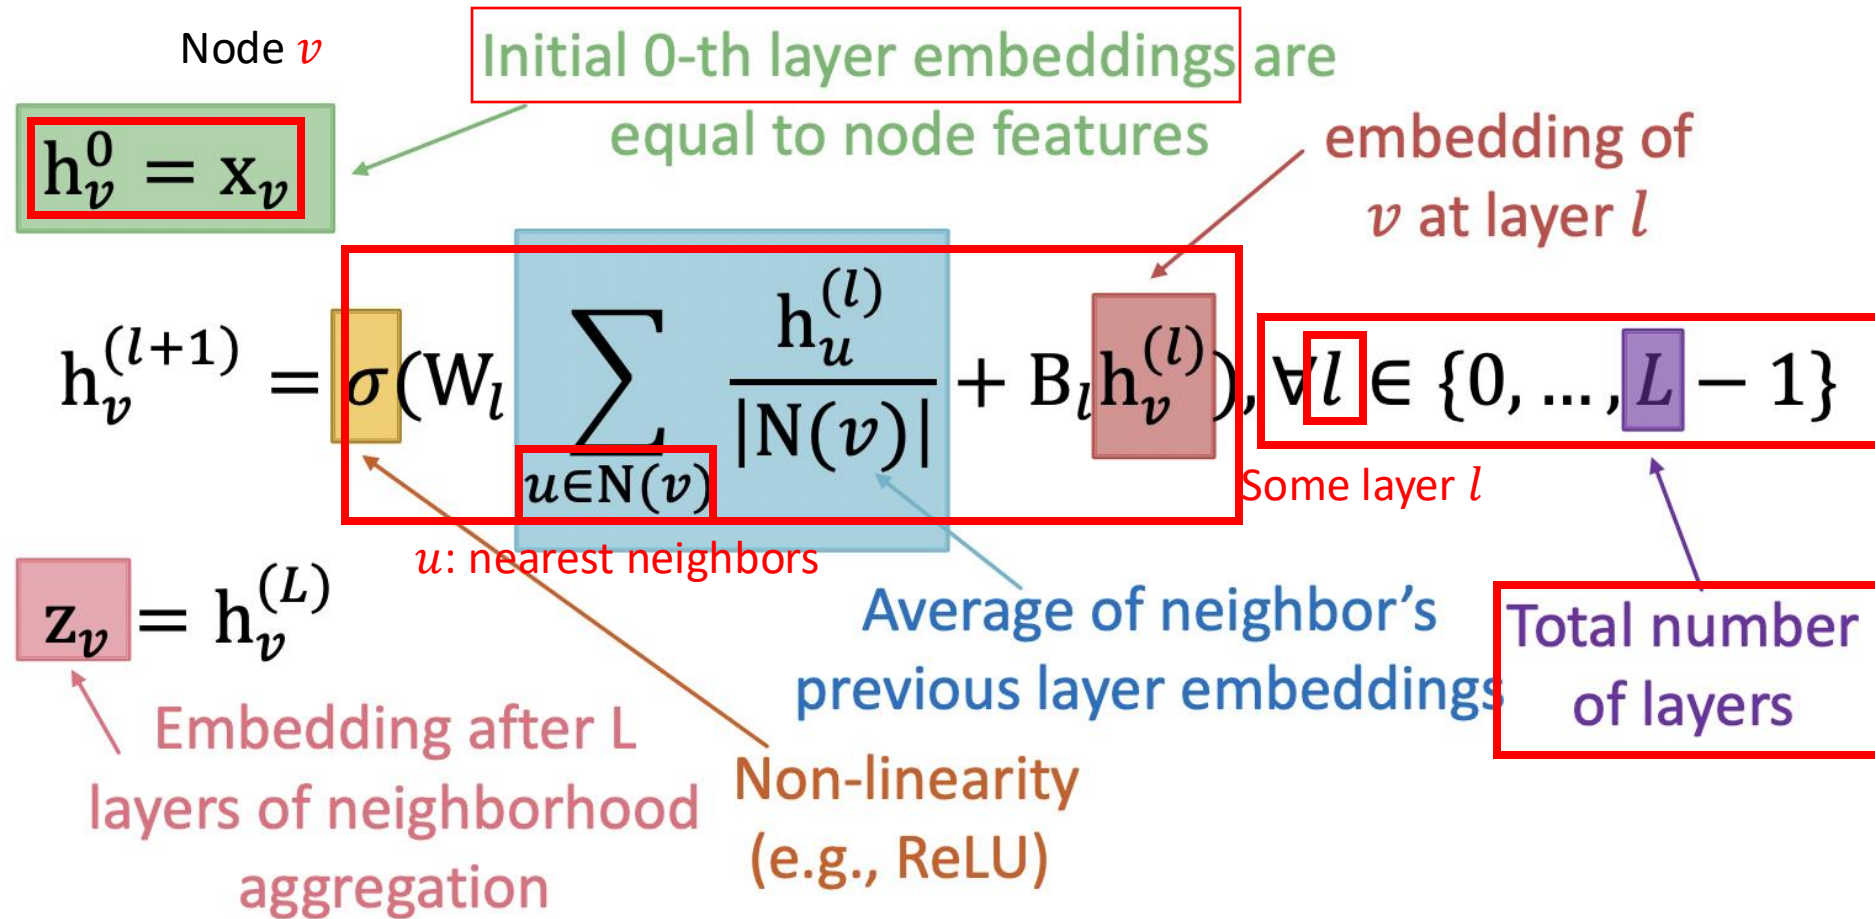 Node v
Initial 0-th layer embeddings are
equal to node features
h_v^0 = x_v
embedding of
v at layer l
h_v^{(l+1)} = σ(W_l ∑_{u∈N(v)} h_u^{(l)} / |N(v)| + B_l h_v^{(l)}), ∀l ∈ {0, ..., L − 1}
Some layer l
u: nearest neighbors
z_v = h_v^{(L)}
Average of neighbor's
previous layer embeddings
Total number
of layers
Embedding after L
layers of neighborhood
aggregation
Non-linearity
(e.g., ReLU)